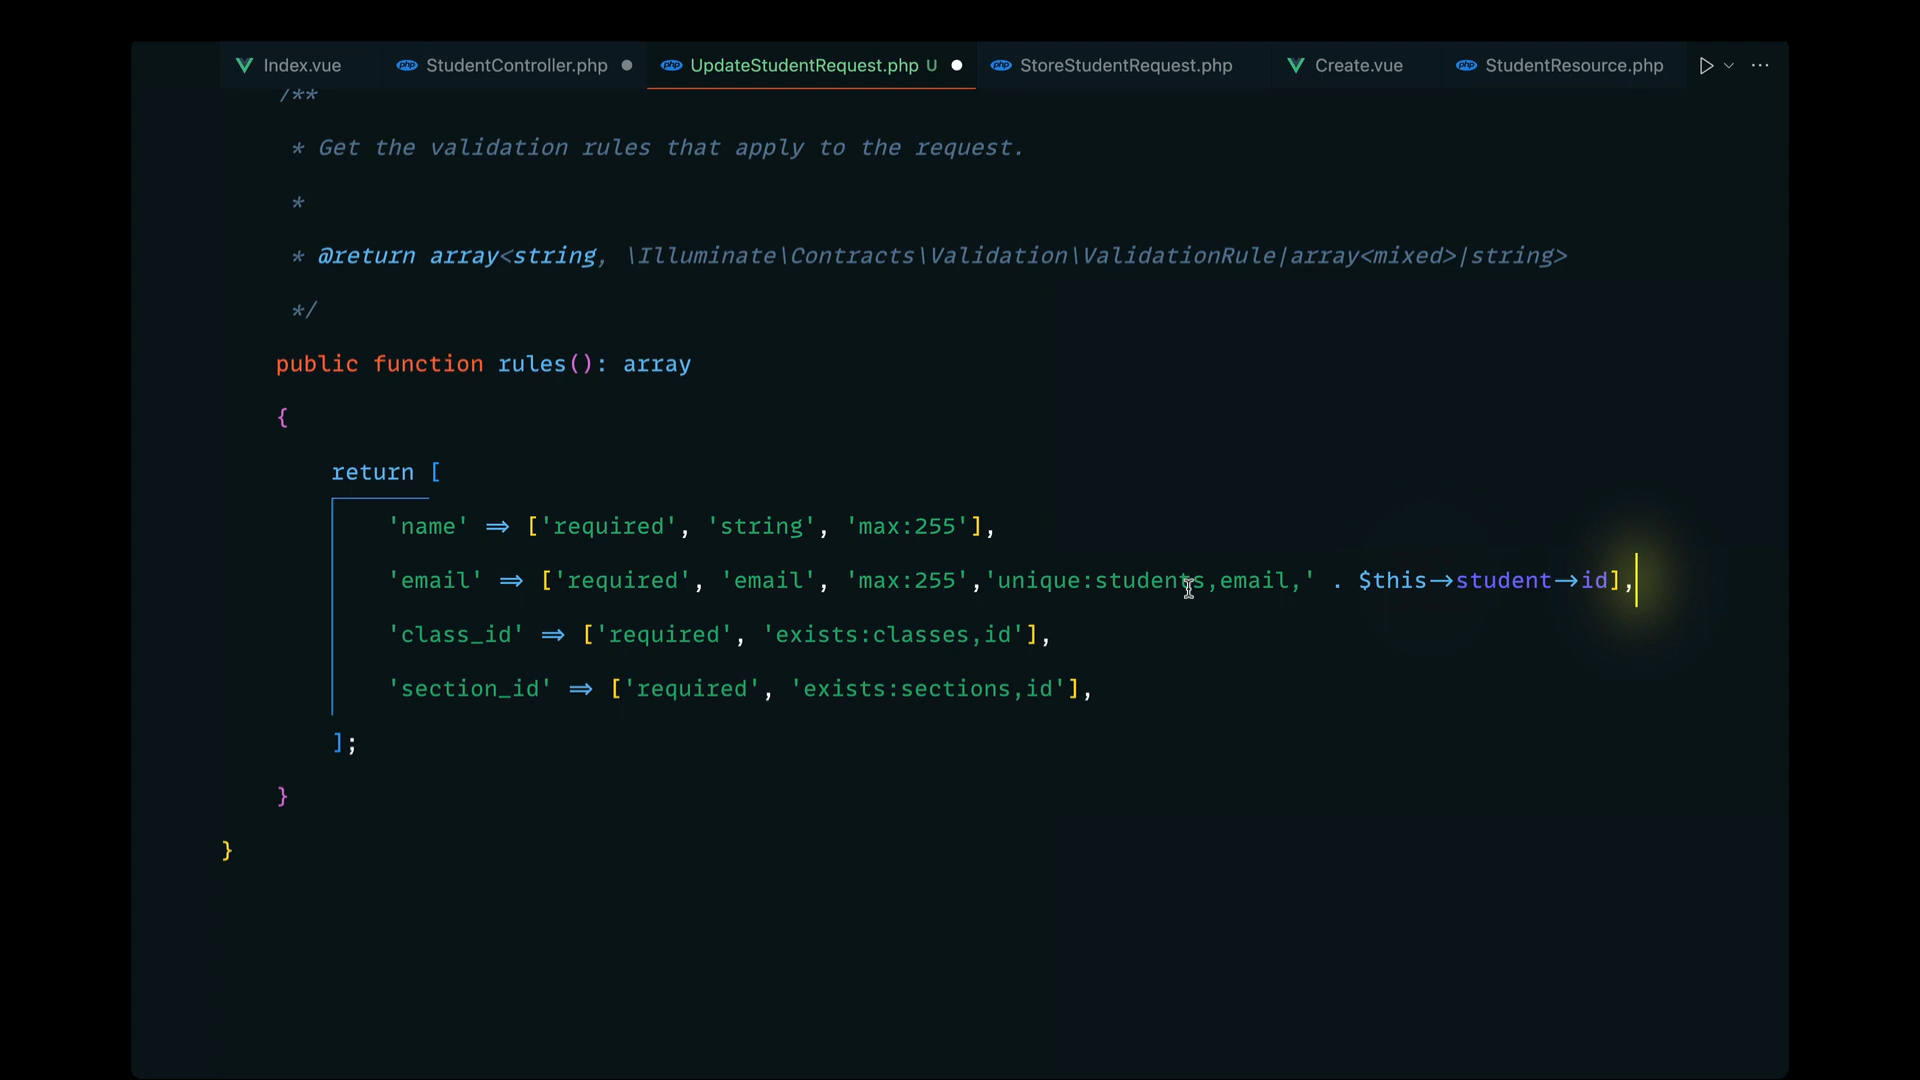 Index.vue StudentController.php UpdateStudentRequest.php U StoreStudentRequest.php Create.vue StudentResource.php
/**
* Get the validation rules that apply to the request.
*
* @return array<string, \Illuminate\Contracts\Validation\ValidationRule|array<mixed>|string>
*/
public function rules(): array
{
return [
'name' => ['required', 'string', 'max:255'],
'email' => ['required', 'email', 'max:255','unique:students,email,' . $this->student->id],
'class_id' => ['required', 'exists:classes,id'],
'section_id' => ['required', 'exists:sections,id'],
];
}
}